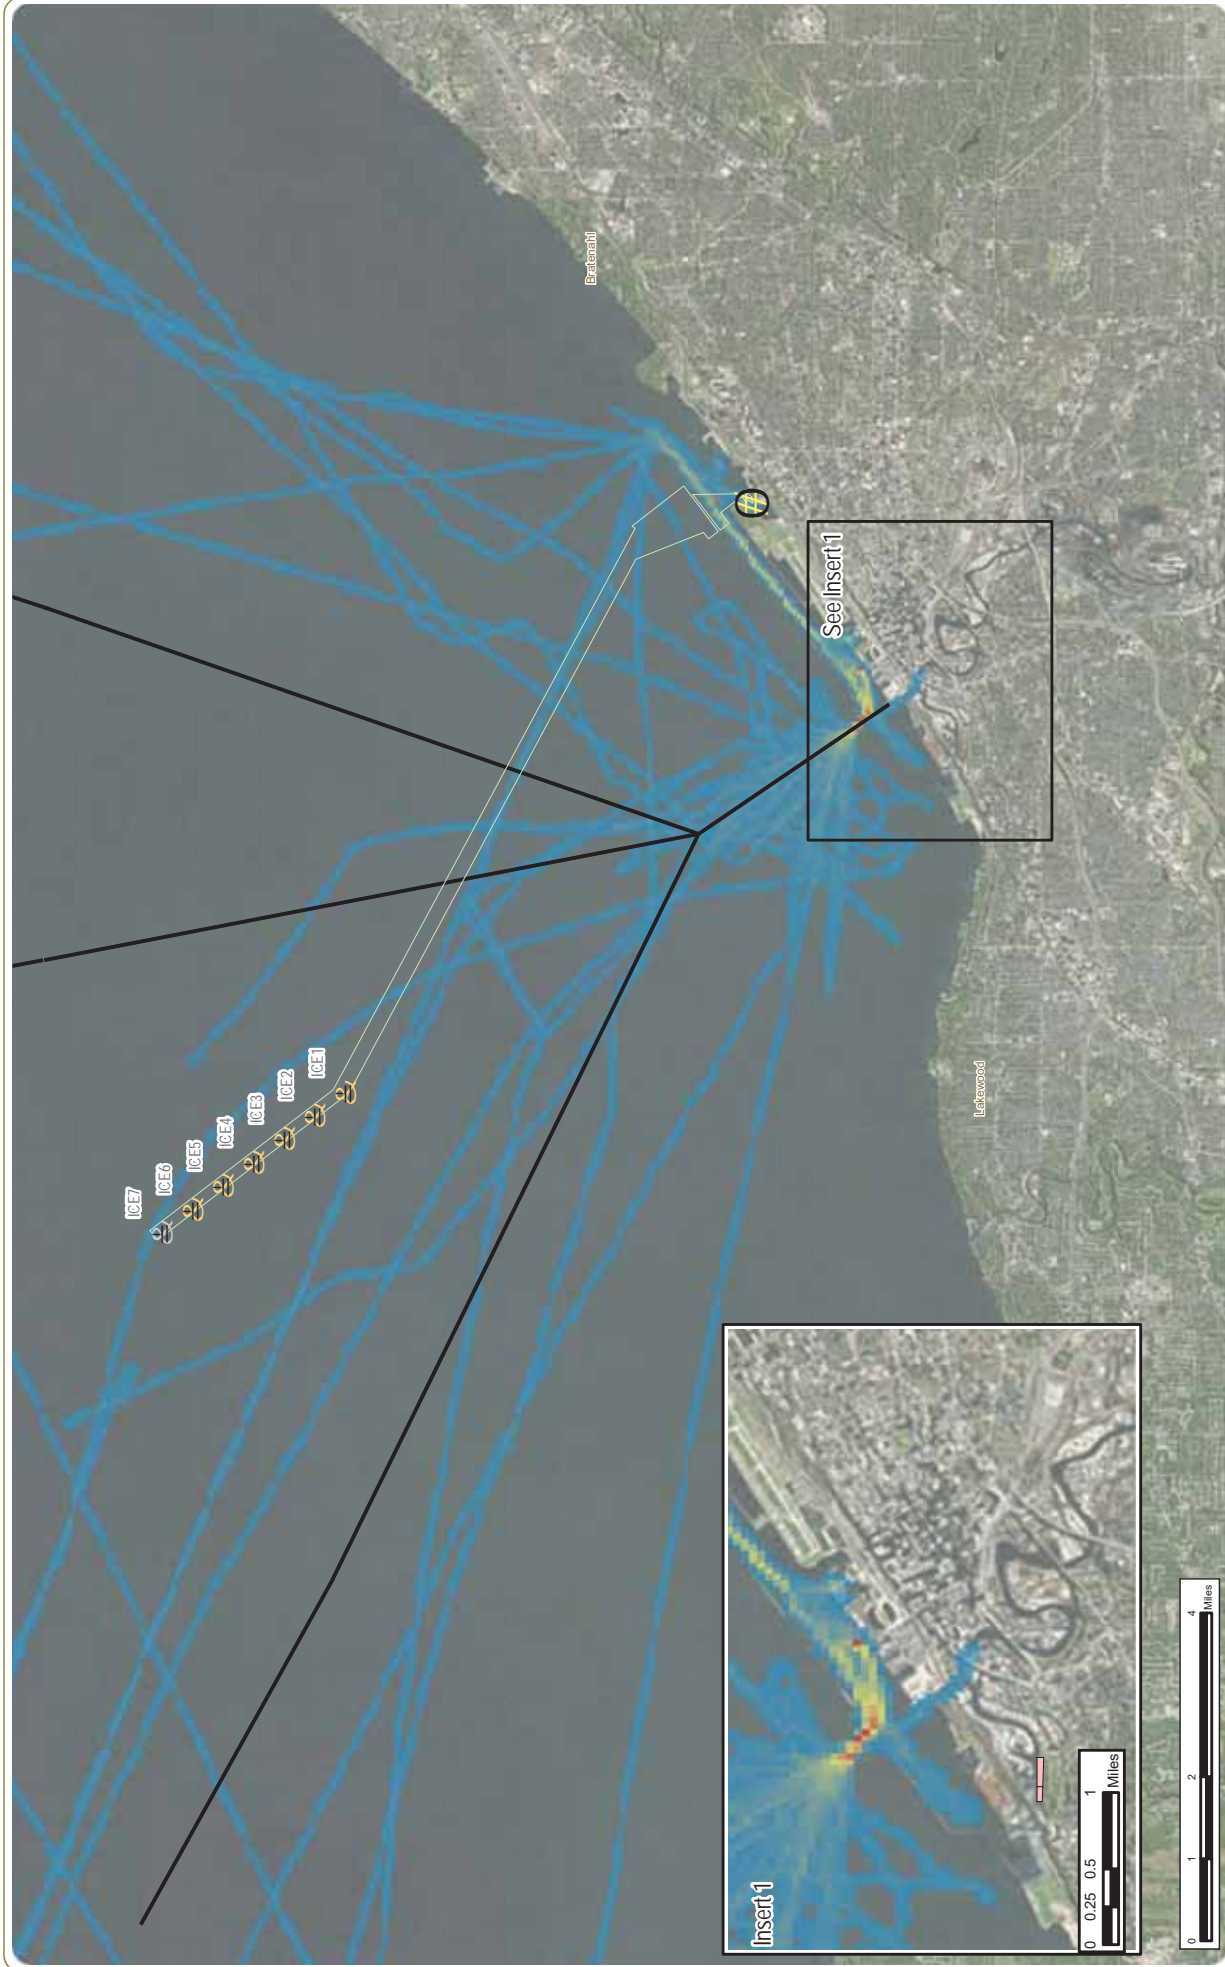 ICE7
ICE6
ICE5
ICE4
ICE3
ICE2
ICE1
Bratenahl
See Insert 1
Lakewood
Insert 1
0 0.25 0.5 1
Miles
0 1 2 4
Miles